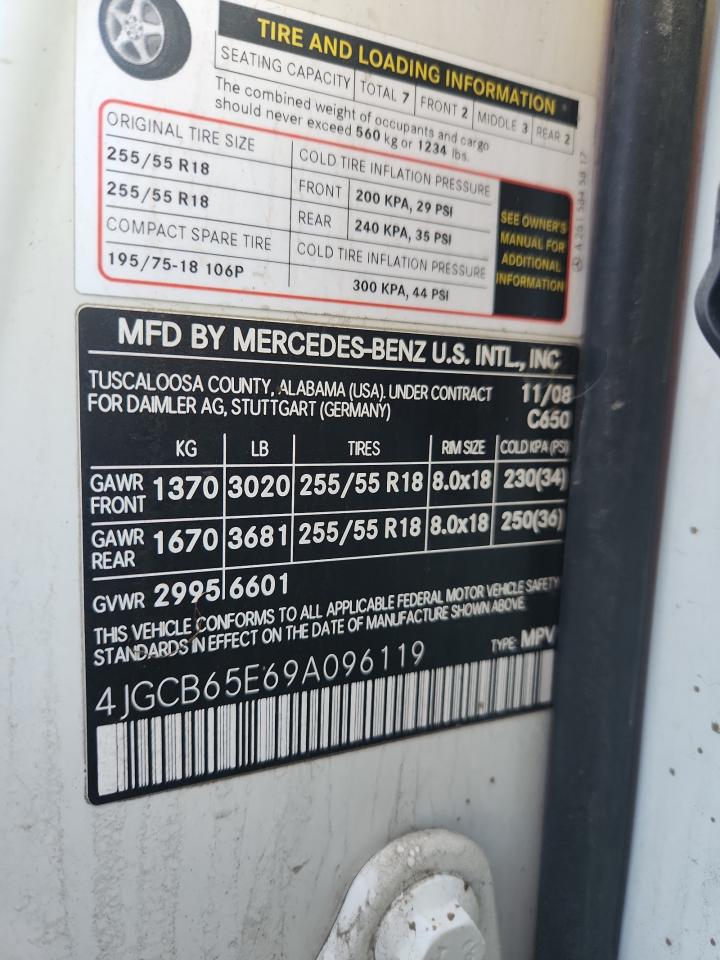 TIRE AND LOADING INFORMATION
SEATING CAPACITY TOTAL 7 FRONT 2 MIDDLE 3 REAR 2
The combined weight of occupants and cargo
should never exceed 560 kg or 1234 lbs.
ORIGINAL TIRE SIZE
255/55 R18
255/55 R18
COMPACT SPARE TIRE
195/75-18 106P
COLD TIRE INFLATION PRESSURE
FRONT 200 KPA, 29 PSI
REAR 240 KPA, 35 PSI
COLD TIRE INFLATION PRESSURE
300 KPA, 44 PSI
SEE OWNER'S
MANUAL FOR
ADDITIONAL
INFORMATION
MFD BY MERCEDES-BENZ U.S. INTL., INC
TUSCALOOSA COUNTY, ALABAMA (USA). UNDER CONTRACT 11/08
FOR DAIMLER AG, STUTTGART (GERMANY) C650
KG LB TIRES RIM SIZE COLD KPA (PSI)
GAWR FRONT 1370 3020 255/55 R18 8.0x18 230(34)
GAWR REAR 1670 3681 255/55 R18 8.0x18 250(36)
GVWR 2995 6601
THIS VEHICLE CONFORMS TO ALL APPLICABLE FEDERAL MOTOR VEHICLE SAFETY
STANDARDS IN EFFECT ON THE DATE OF MANUFACTURE SHOWN ABOVE.
4JGCB65E69A096119 TYPE: MPV